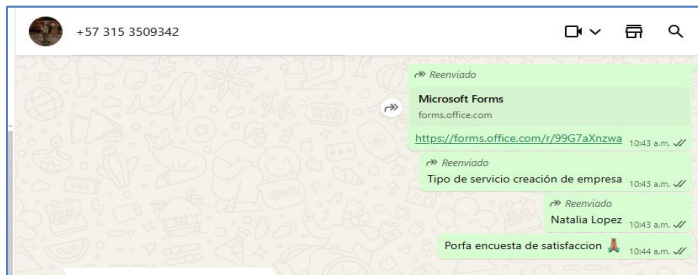 +57 315 3509342
Reenviado
Microsoft Forms
forms.office.com
https://forms.office.com/r/99G7aXnzwa 10:43 a.m.
Reenviado
Tipo de servicio creación de empresa 10:43 a.m.
Reenviado
Natalia Lopez 10:43 a.m.
Porfa encuesta de satisfaccion 🙏🏽 10:44 a.m.